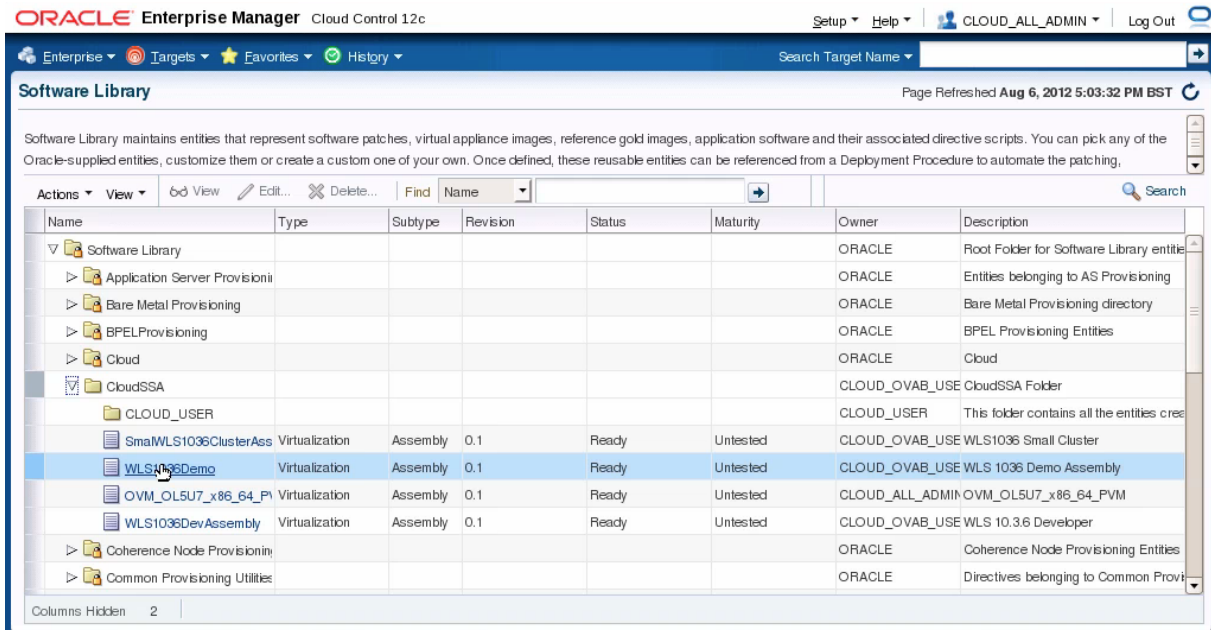 ORACLE Enterprise Manager Cloud Control 12c
Setup Help CLOUD_ALL_ADMIN Log Out
Enterprise Targets Favorites History Search Target Name
Software Library Page Refreshed Aug 6, 2012 5:03:32 PM BST
Software Library maintains entities that represent software patches, virtual appliance images, reference gold images, application software and their associated directive scripts. You can pick any of the
Oracle-supplied entities, customize them or create a custom one of your own. Once defined, these reusable entities can be referenced from a Deployment Procedure to automate the patching,
Actions View View Edit... Delete... Find Name Search
Name Type Subtype Revision Status Maturity Owner Description
Software Library ORACLE Root Folder for Software Library entitie
Application Server Provisionin ORACLE Entities belonging to AS Provisioning
Bare Metal Provisioning ORACLE Bare Metal Provisioning directory
BPELProvisioning ORACLE BPEL Provisioning Entities
Cloud ORACLE Cloud
CloudSSA CLOUD_OVAB_USE CloudSSA Folder
CLOUD_USER CLOUD_USER This folder contains all the entities crea
SmalWLS1036ClusterAss Virtualization Assembly 0.1 Ready Untested CLOUD_OVAB_USE WLS1036 Small Cluster
WLS1036Demo Virtualization Assembly 0.1 Ready Untested CLOUD_OVAB_USE WLS 1036 Demo Assembly
OVM_OL5U7_x86_64_PV Virtualization Assembly 0.1 Ready Untested CLOUD_ALL_ADMIN OVM_OL5U7_x86_64_PVM
WLS1036DevAssembly Virtualization Assembly 0.1 Ready Untested CLOUD_OVAB_USE WLS 10.3.6 Developer
Coherence Node Provisioning ORACLE Coherence Node Provisioning Entities
Common Provisioning Utilities ORACLE Directives belonging to Common Provi
Columns Hidden 2